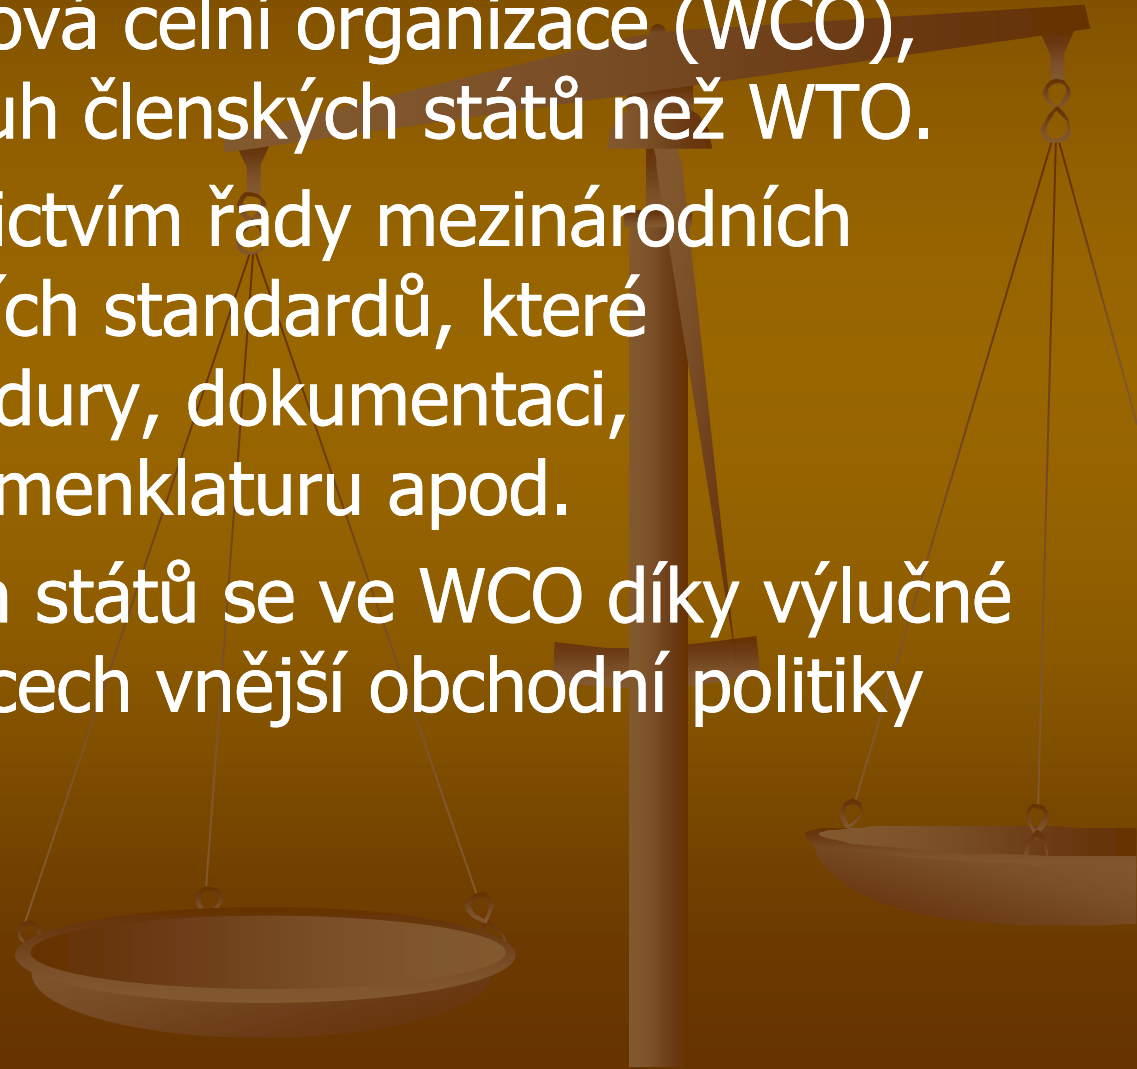 ová celní organizace (WCO),
uh členských států než WTO.
ictvím řady mezinárodních
ích standardů, které
dury, dokumentaci,
menklaturu apod.
států se ve WCO díky výlučné
cech vnější obchodní politiky